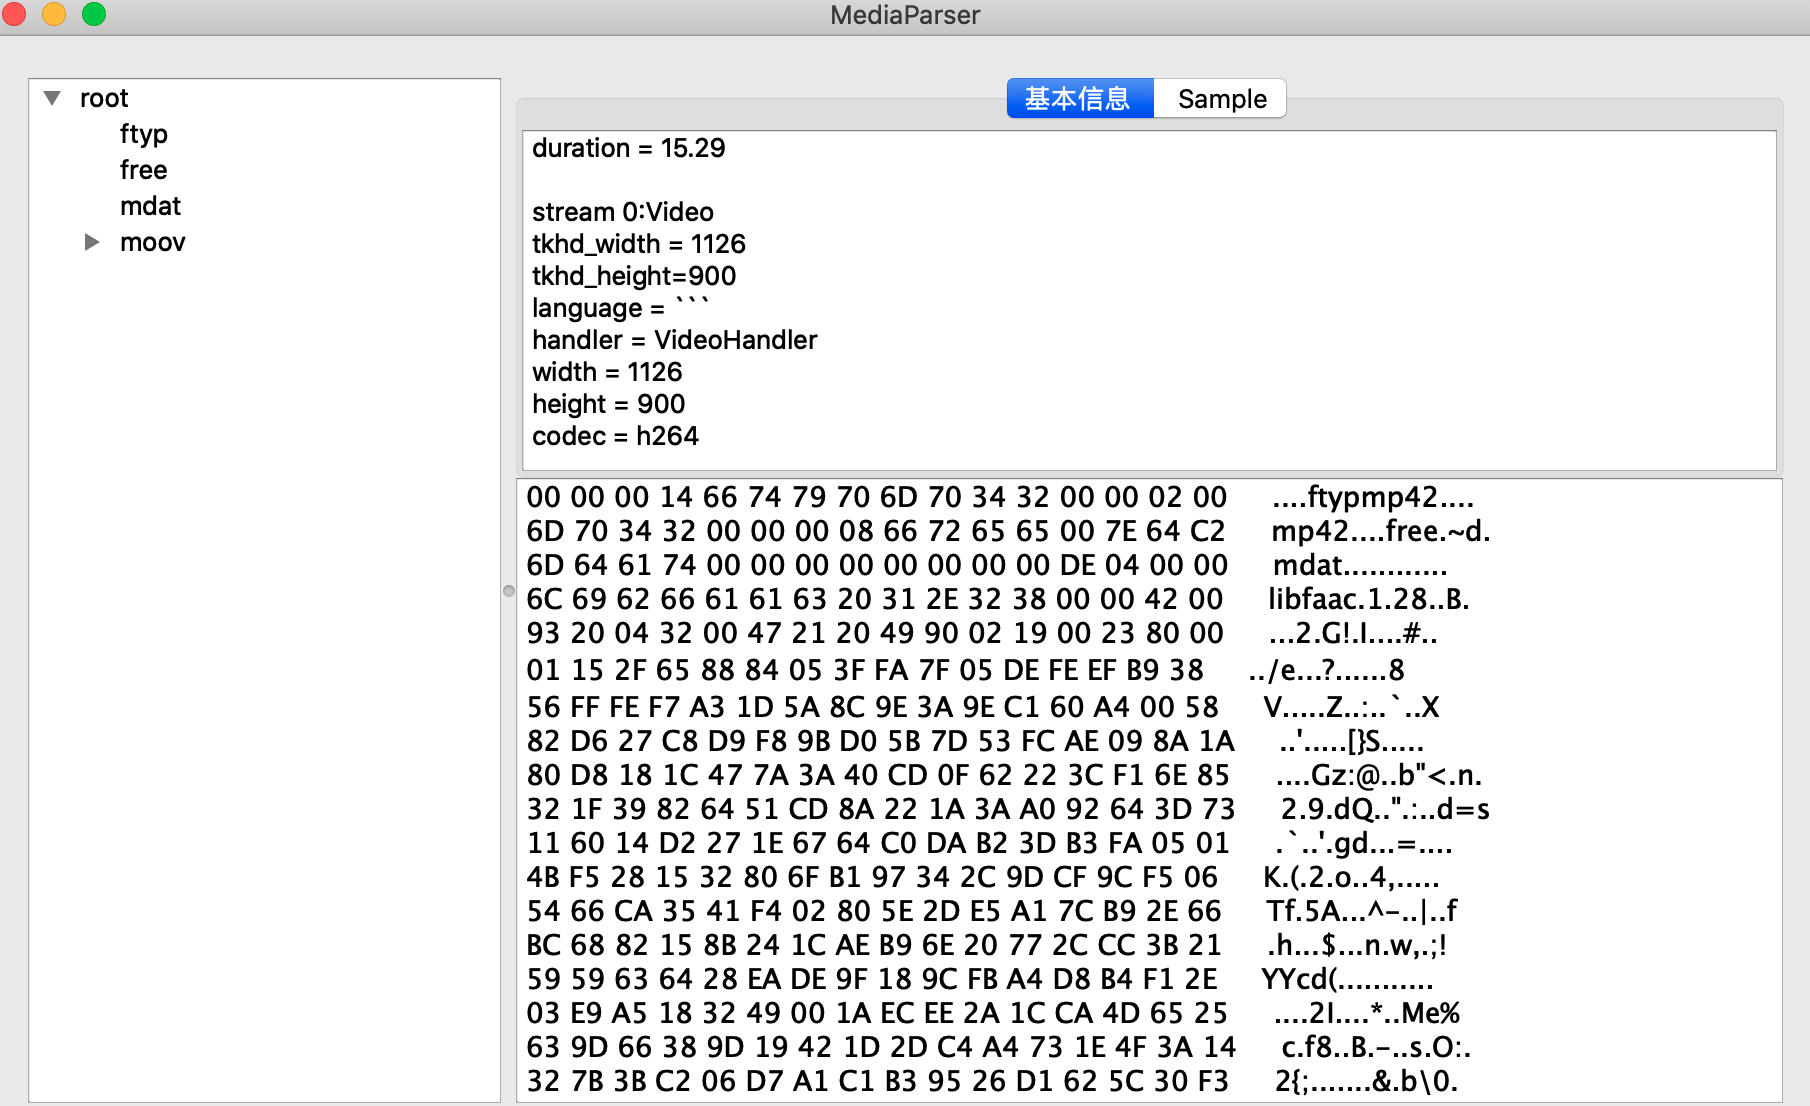 MediaParser
root
ftyp
free
mdat
moov
基本信息 Sample
duration = 15.29
stream 0:Video
tkhd_width = 1126
tkhd_height=900
language = ```
handler = VideoHandler
width = 1126
height = 900
codec = h264
00 00 00 14 66 74 79 70 6D 70 34 32 00 00 02 00 ....ftypmp42....
6D 70 34 32 00 00 00 08 66 72 65 65 00 7E 64 C2 mp42....free.~d.
6D 64 61 74 00 00 00 00 00 00 00 00 DE 04 00 00 mdat............
6C 69 62 66 61 61 63 20 31 2E 32 38 00 00 42 00 libfaac.1.28..B.
93 20 04 32 00 47 21 20 49 90 02 19 00 23 80 00 ...2.G!.I....#..
01 15 2F 65 88 84 05 3F FA 7F 05 DE FE EF B9 38 ../e...?......8
56 FF FE F7 A3 1D 5A 8C 9E 3A 9E C1 60 A4 00 58 V.....Z..:..`..X
82 D6 27 C8 D9 F8 9B D0 5B 7D 53 FC AE 09 8A 1A ..'.....[}S.....
80 D8 18 1C 47 7A 3A 40 CD 0F 62 22 3C F1 6E 85 ....Gz:@..b"<.n.
32 1F 39 82 64 51 CD 8A 22 1A 3A A0 92 64 3D 73 2.9.dQ..".:..d=s
11 60 14 D2 27 1E 67 64 C0 DA B2 3D B3 FA 05 01 .`..'.gd...=....
4B F5 28 15 32 80 6F B1 97 34 2C 9D CF 9C F5 06 K.(.2.o..4,.....
54 66 CA 35 41 F4 02 80 5E 2D E5 A1 7C B9 2E 66 Tf.5A...^-..|..f
BC 68 82 15 8B 24 1C AE B9 6E 20 77 2C CC 3B 21 .h...$...n.w,.;!
59 59 63 64 28 EA DE 9F 18 9C FB A4 D8 B4 F1 2E YYcd(...........
03 E9 A5 18 32 49 00 1A EC EE 2A 1C CA 4D 65 25 ....2I....*..Me%
63 9D 66 38 9D 19 42 1D 2D C4 A4 73 1E 4F 3A 14 c.f8..B.-..s.O:.
32 7B 3B C2 06 D7 A1 C1 B3 95 26 D1 62 5C 30 F3 2{;.......&.b\0.